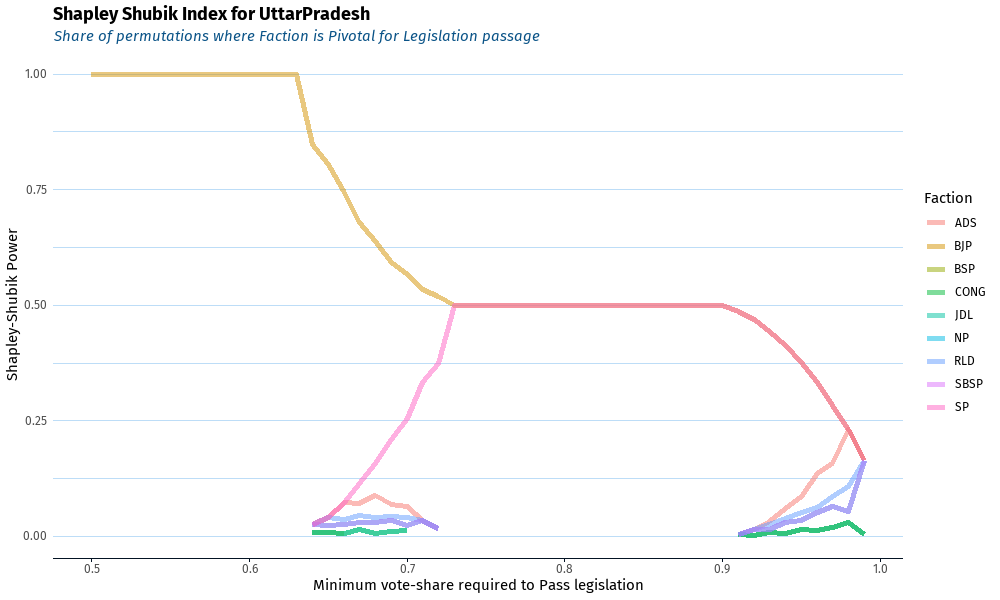 Shapley Shubik Index for UttarPradesh
Share of permutations where Faction is Pivotal for Legislation passage
1.00
0.75
0.50
0.25
0.00
Shapley-Shubik Power
0.5 0.6 0.7 0.8 0.9 1.0
Minimum vote-share required to Pass legislation
Faction
ADS
BJP
BSP
CONG
JDL
NP
RLD
SBSP
SP